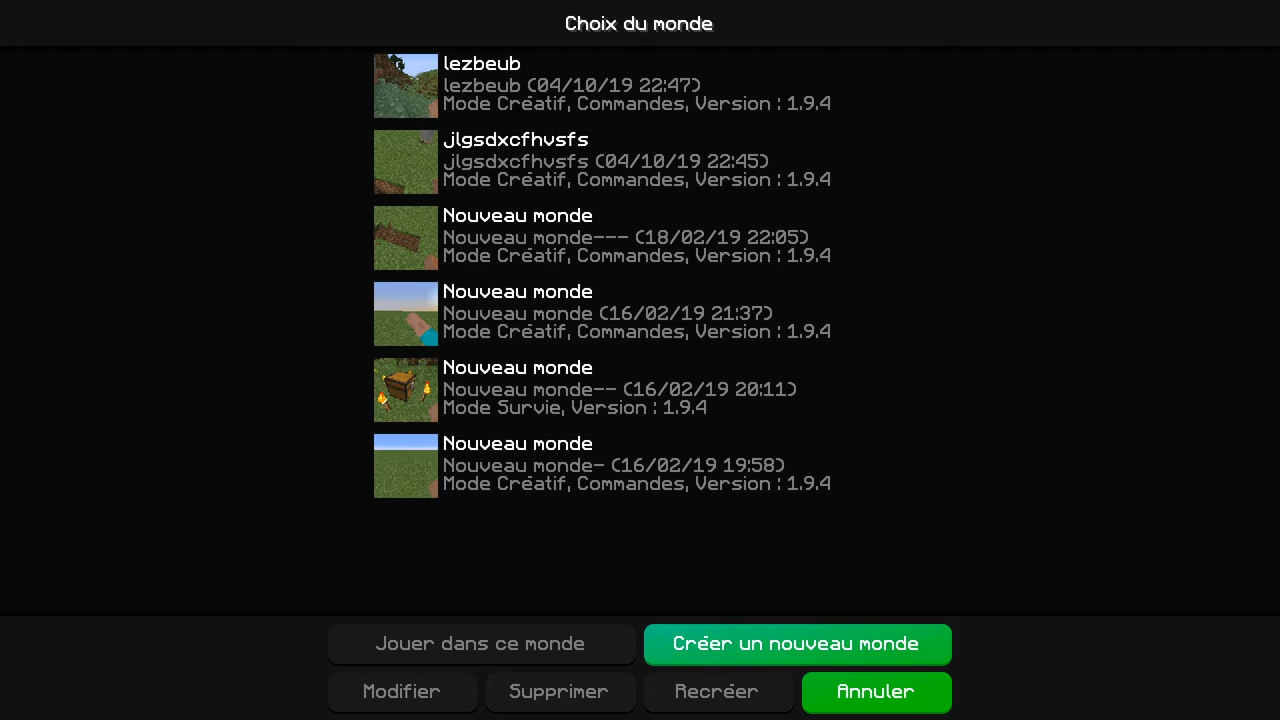 Choix du monde
lezbeub
lezbeub (04/10/19 22:47)
Mode Créatif, Commandes, Version : 1.9.4
jlgsdxcfhvsfs
jlgsdxcfhvsfs (04/10/19 22:45)
Mode Créatif, Commandes, Version : 1.9.4
Nouveau monde
Nouveau monde--- (18/02/19 22:05)
Mode Créatif, Commandes, Version : 1.9.4
Nouveau monde
Nouveau monde (16/02/19 21:37)
Mode Créatif, Commandes, Version : 1.9.4
Nouveau monde
Nouveau monde-- (16/02/19 20:11)
Mode Survie, Version : 1.9.4
Nouveau monde
Nouveau monde- (16/02/19 19:58)
Mode Créatif, Commandes, Version : 1.9.4
Jouer dans ce monde
Créer un nouveau monde
Modifier
Supprimer
Recréer
Annuler